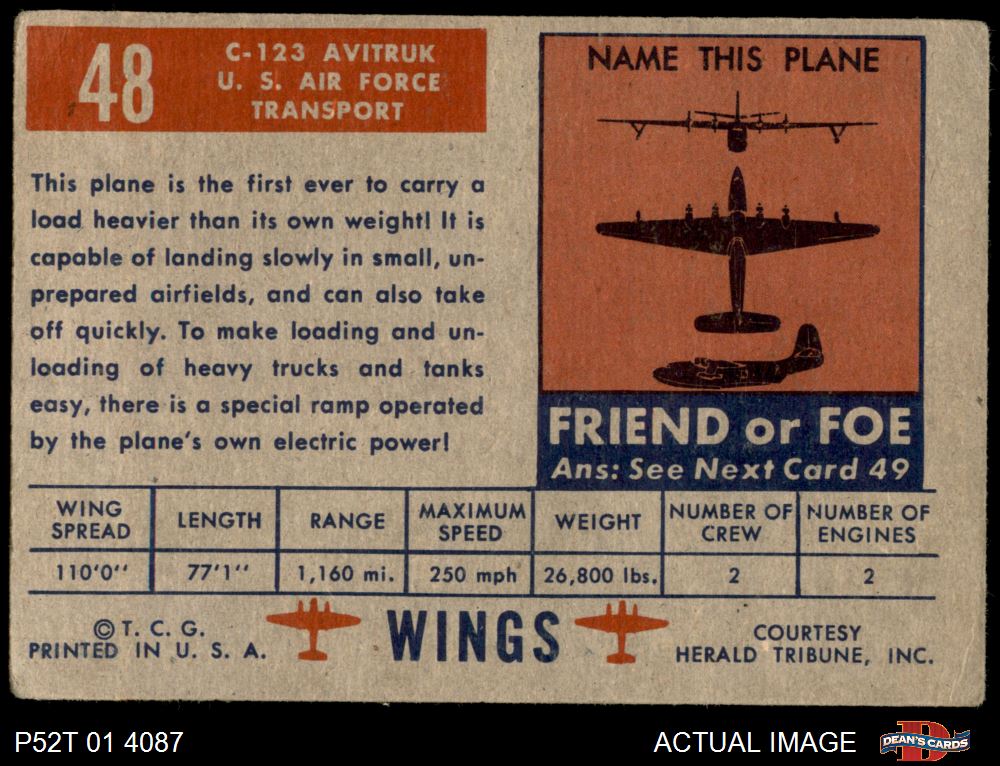 48
C-123 AVITRUK
U. S. AIR FORCE
TRANSPORT
This plane is the first ever to carry a
load heavier than its own weight! It is
capable of landing slowly in small, un-
prepared airfields, and can also take
off quickly. To make loading and un-
loading of heavy trucks and tanks
easy, there is a special ramp operated
by the plane's own electric power!
NAME THIS PLANE
FRIEND or FOE
Ans: See Next Card 49
WING SPREAD LENGTH RANGE MAXIMUM SPEED WEIGHT NUMBER OF CREW NUMBER OF ENGINES
110'0'' 77'1'' 1,160 mi. 250 mph 26,800 lbs. 2 2
© T. C. G.
PRINTED IN U. S. A.
WINGS
COURTESY
HERALD TRIBUNE, INC.
P52T 01 4087
ACTUAL IMAGE
D
DEAN'S CARDS